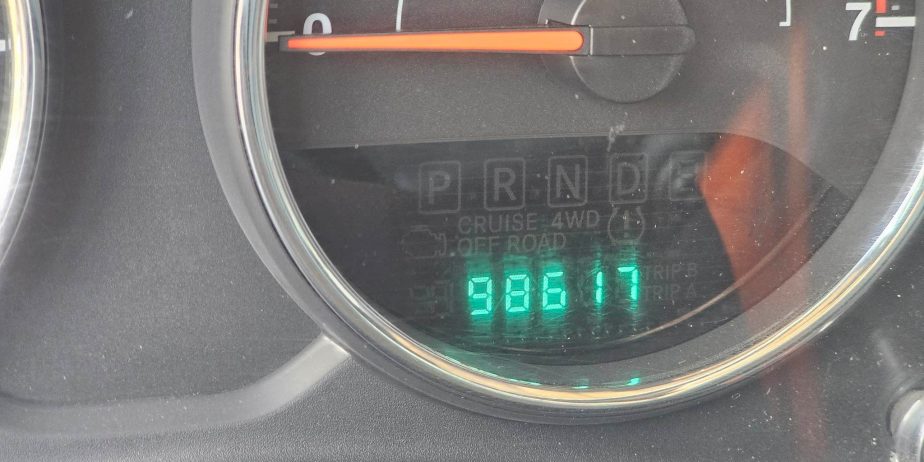 0
7
P R N D E
CRUISE 4WD
OFF ROAD
TRIP B
98617
TRIP A